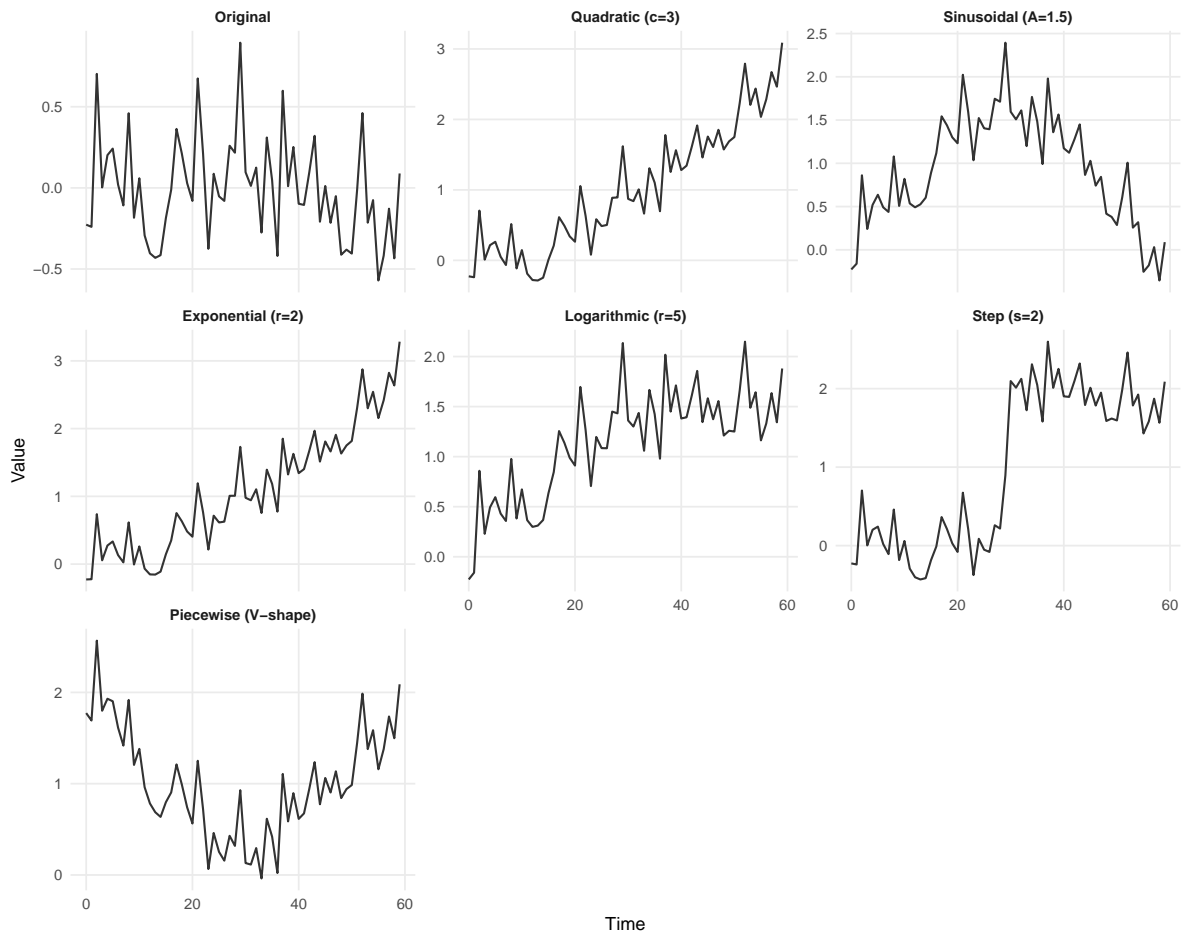 Original
Quadratic (c=3)
Sinusoidal (A=1.5)
0.5
0.0
−0.5
3
2
1
0
2.5
2.0
1.5
1.0
0.5
0.0
Exponential (r=2)
Logarithmic (r=5)
Step (s=2)
3
2
1
0
2.0
1.5
1.0
0.5
0.0
2
1
0
0 20 40 60
0 20 40 60
Piecewise (V−shape)
2
1
0
0 20 40 60
Value
Time